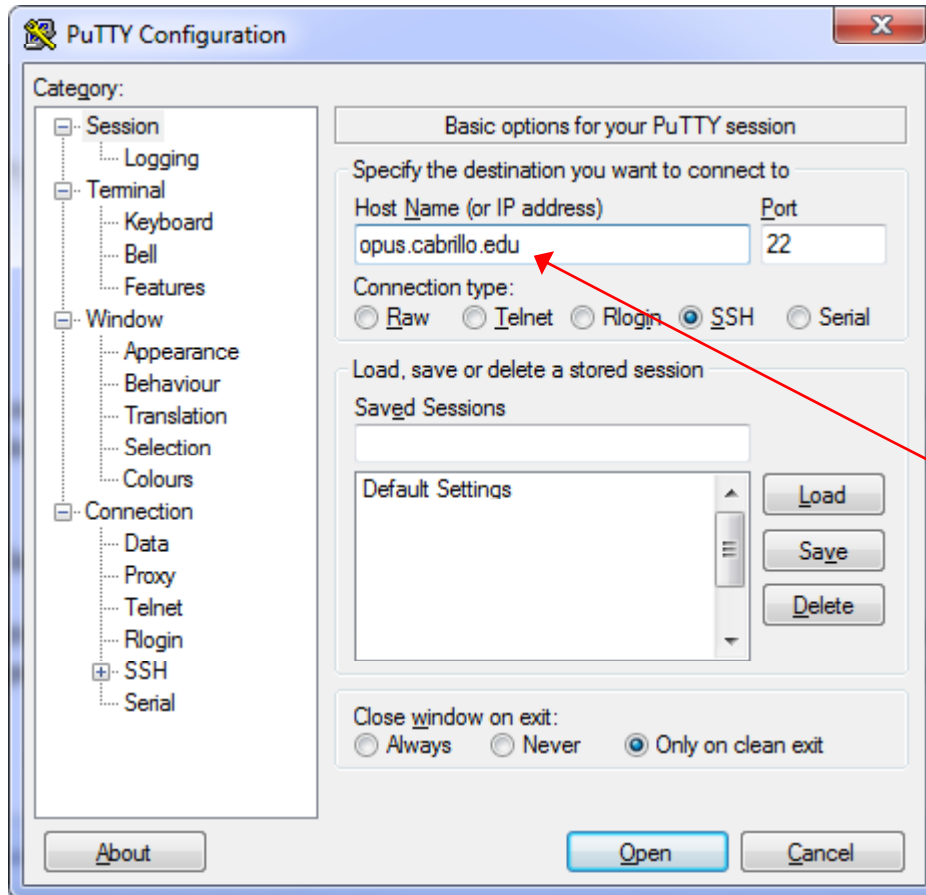 PuTTY Configuration
Category:
Session
Logging
Terminal
Keyboard
Bell
Features
Window
Appearance
Behaviour
Translation
Selection
Colours
Connection
Data
Proxy
Telnet
Rlogin
SSH
Serial
Basic options for your PuTTY session
Specify the destination you want to connect to
Host Name (or IP address) Port
opus.cabrillo.edu 22
Connection type:
Raw Telnet Rlogin SSH Serial
Load, save or delete a stored session
Saved Sessions
Default Settings
Load
Save
Delete
Close window on exit:
Always Never Only on clean exit
About Open Cancel